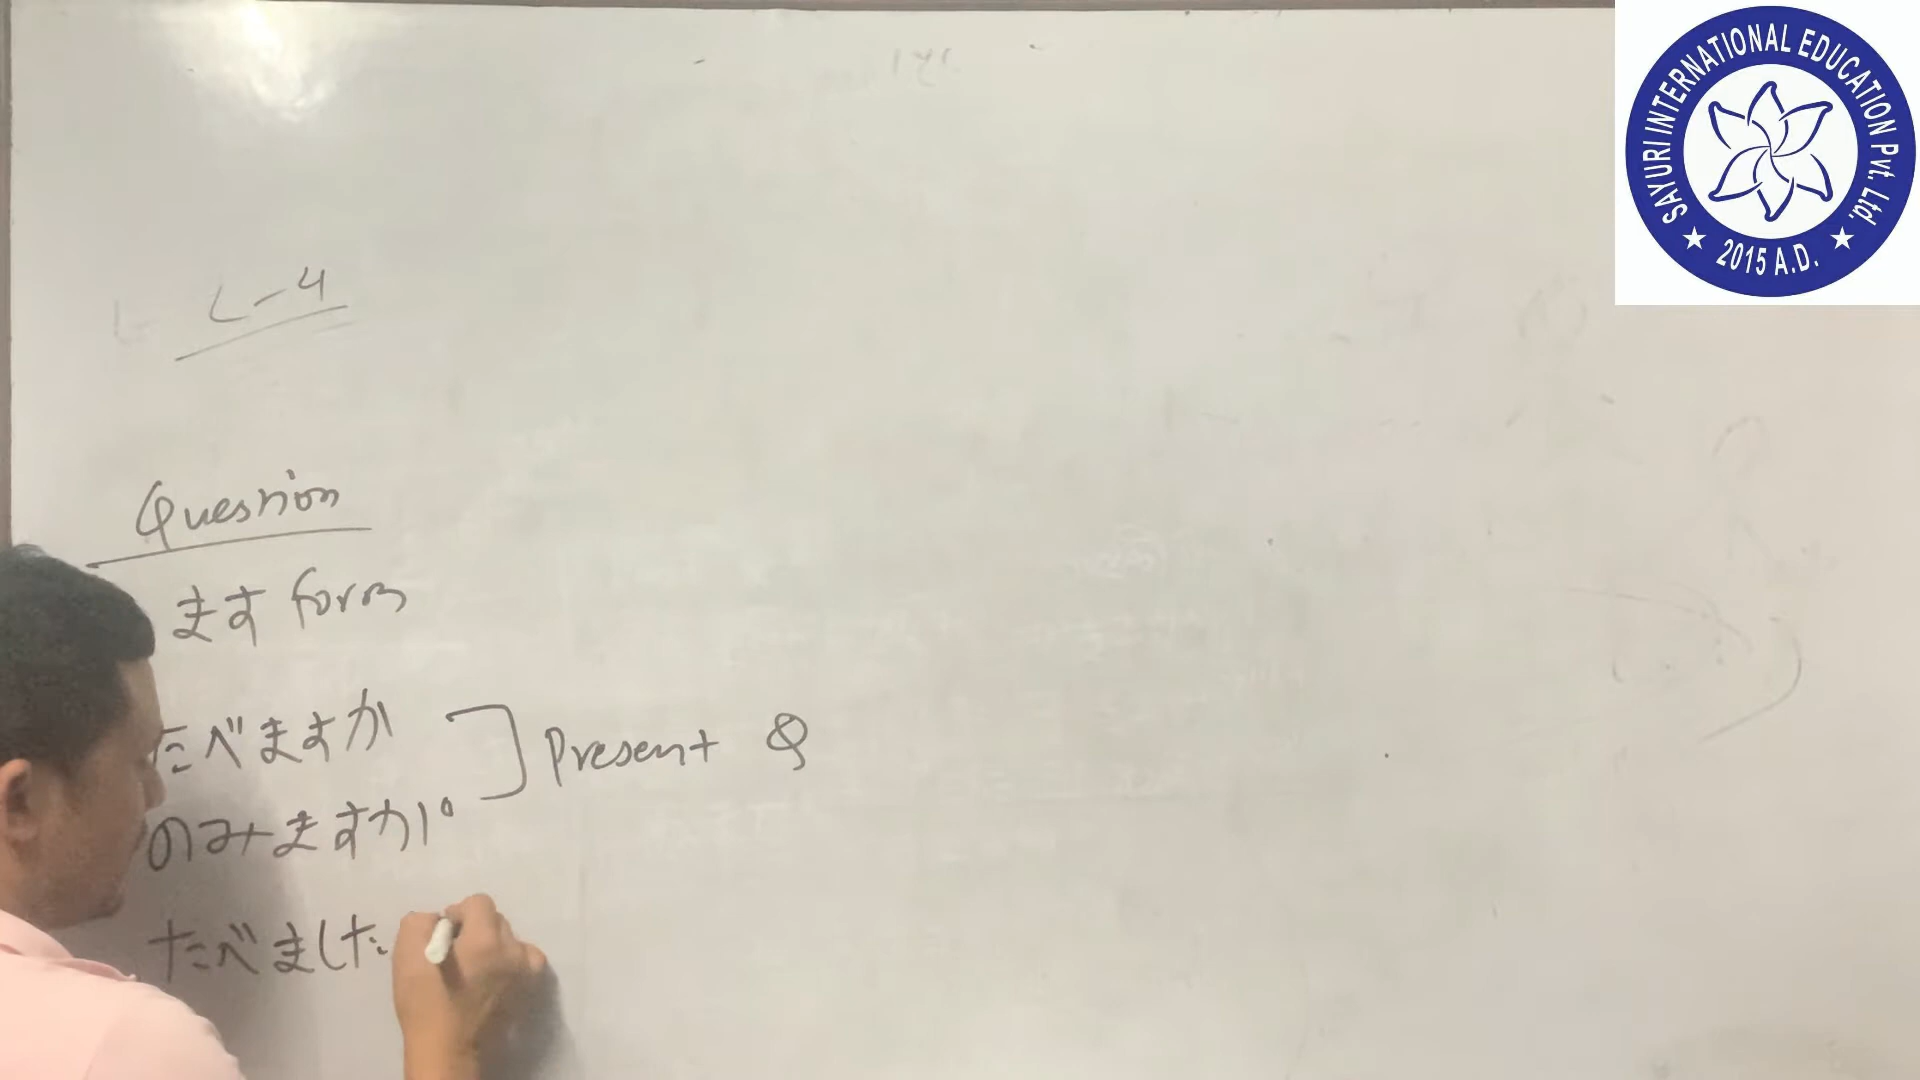 SAYURI INTERNATIONAL EDUCATION Pvt. Ltd.
★ 2015 A.D. ★
L-4
Question
ます form
たべますか
のみますか。
] Present Q
たべました